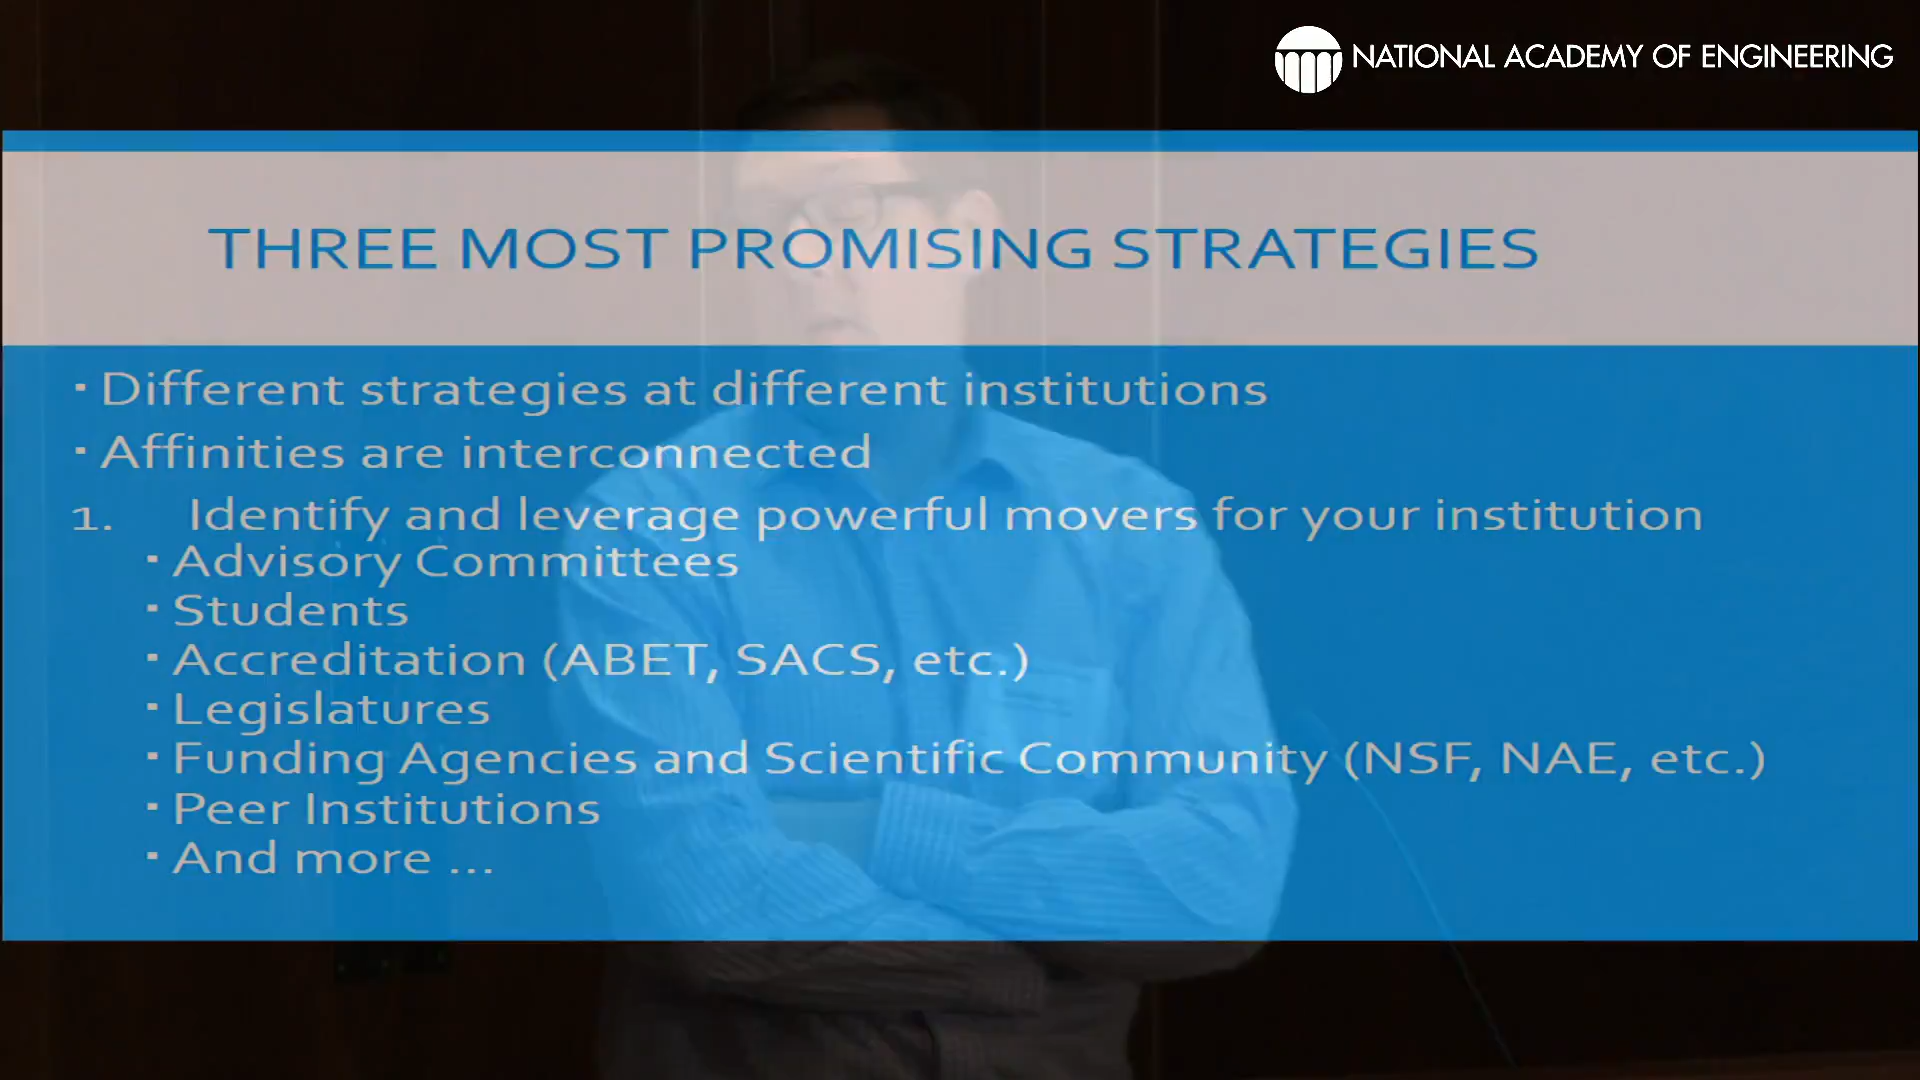 NATIONAL ACADEMY OF ENGINEERING
THREE MOST PROMISING STRATEGIES
▪ Different strategies at different institutions
▪ Affinities are interconnected
1. Identify and leverage powerful movers for your institution
▪ Advisory Committees
▪ Students
▪ Accreditation (ABET, SACS, etc.)
▪ Legislatures
▪ Funding Agencies and Scientific Community (NSF, NAE, etc.)
▪ Peer Institutions
▪ And more ...